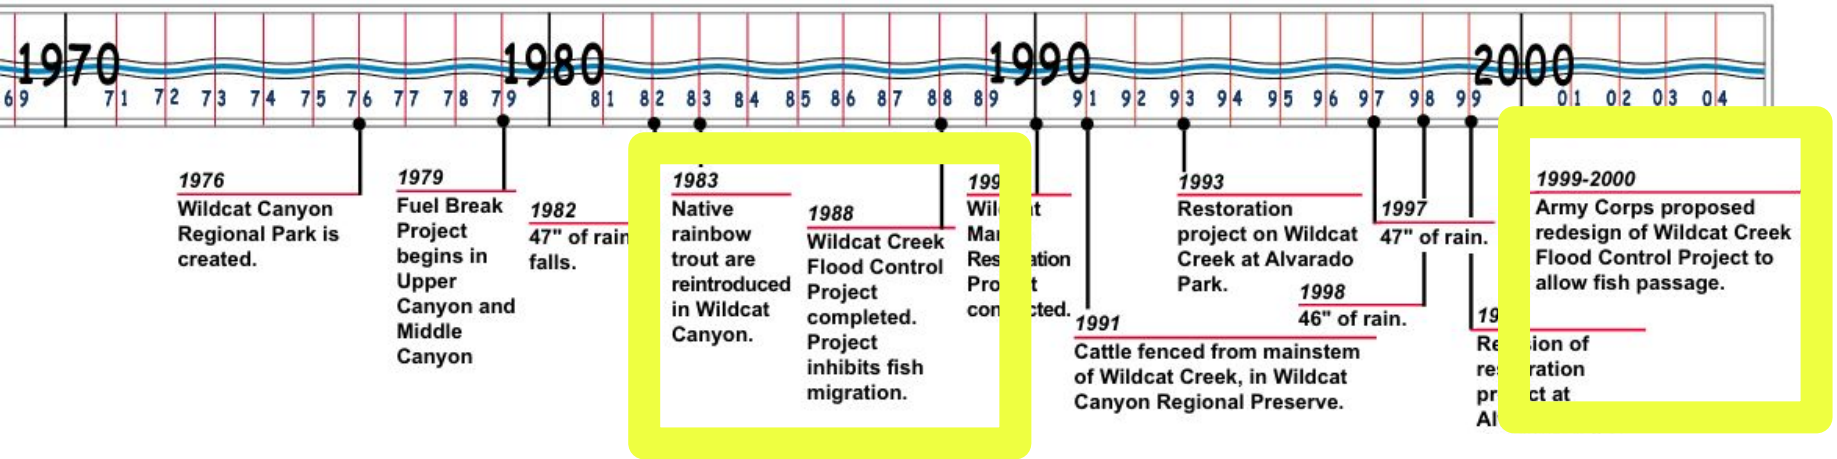 1970 1980 1990 2000
69 71 72 73 74 75 76 77 78 79 81 82 83 84 85 86 87 88 89 91 92 93 94 95 96 97 98 99 01 02 03 04
1976
Wildcat Canyon
Regional Park is
created.
1979
Fuel Break
Project
begins in
Upper
Canyon and
Middle
Canyon
1982
47" of rain
falls.
1983
Native
rainbow
trout are
reintroduced
in Wildcat
Canyon.
1988
Wildcat Creek
Flood Control
Project
completed.
Project
inhibits fish
migration.
1991
Cattle fenced from mainstem
of Wildcat Creek, in Wildcat
Canyon Regional Preserve.
1993
Restoration
project on Wildcat
Creek at Alvarado
Park.
1997
47" of rain.
1998
46" of rain.
of
at
1999-2000
Army Corps proposed
redesign of Wildcat Creek
Flood Control Project to
allow fish passage.